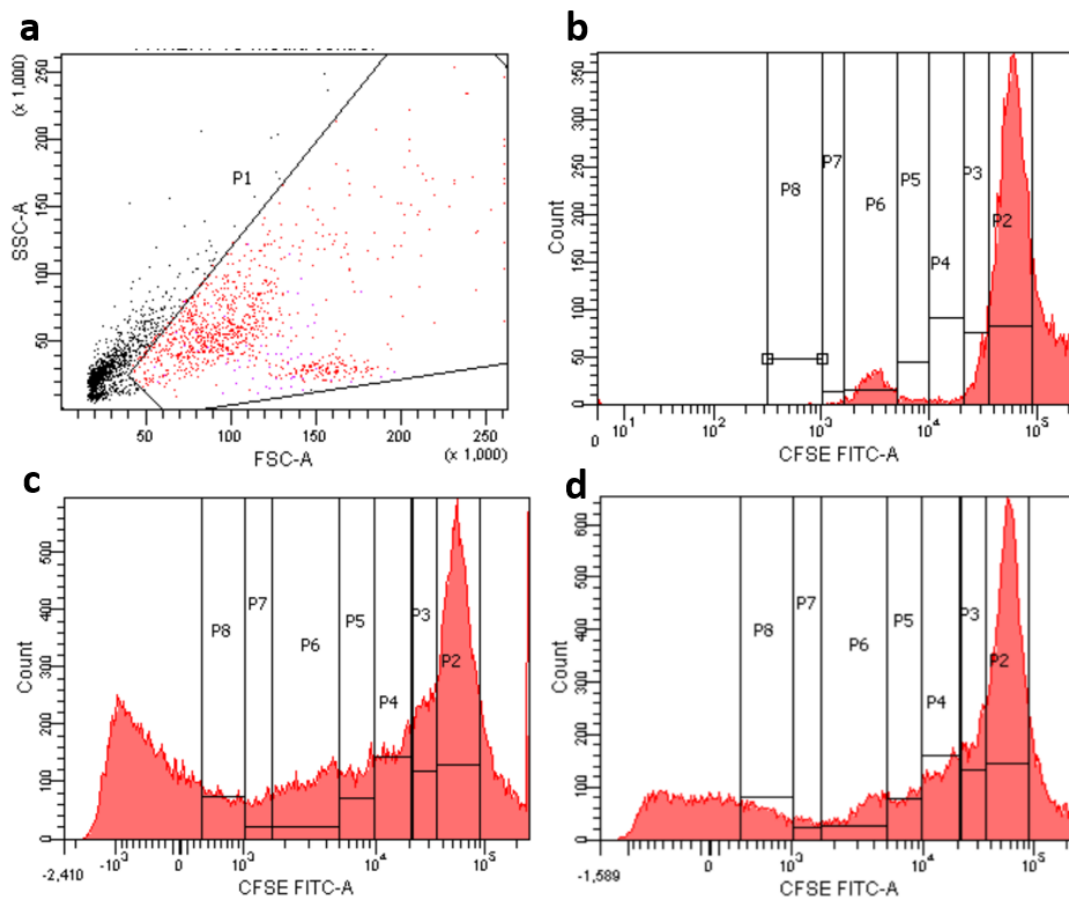 a
P1
SSC-A
(x 1,000)
50 100 150 200 250
50 100 150 200 250
FSC-A
(x 1,000)
b
Count
0 50 100 150 200 250 300 350
P8
P7
P6
P5
P4
P3
P2
0 10¹ 10² 10³ 10⁴ 10⁵
CFSE FITC-A
c
Count
0 100 200 300 400 500
P8
P7
P6
P5
P4
P3
P2
-2,410
-10³ 0 10³ 10⁴ 10⁵
CFSE FITC-A
d
Count
0 100 200 300 400 500 600
P8
P7
P6
P5
P4
P3
P2
-1,589
0 10³ 10⁴ 10⁵
CFSE FITC-A